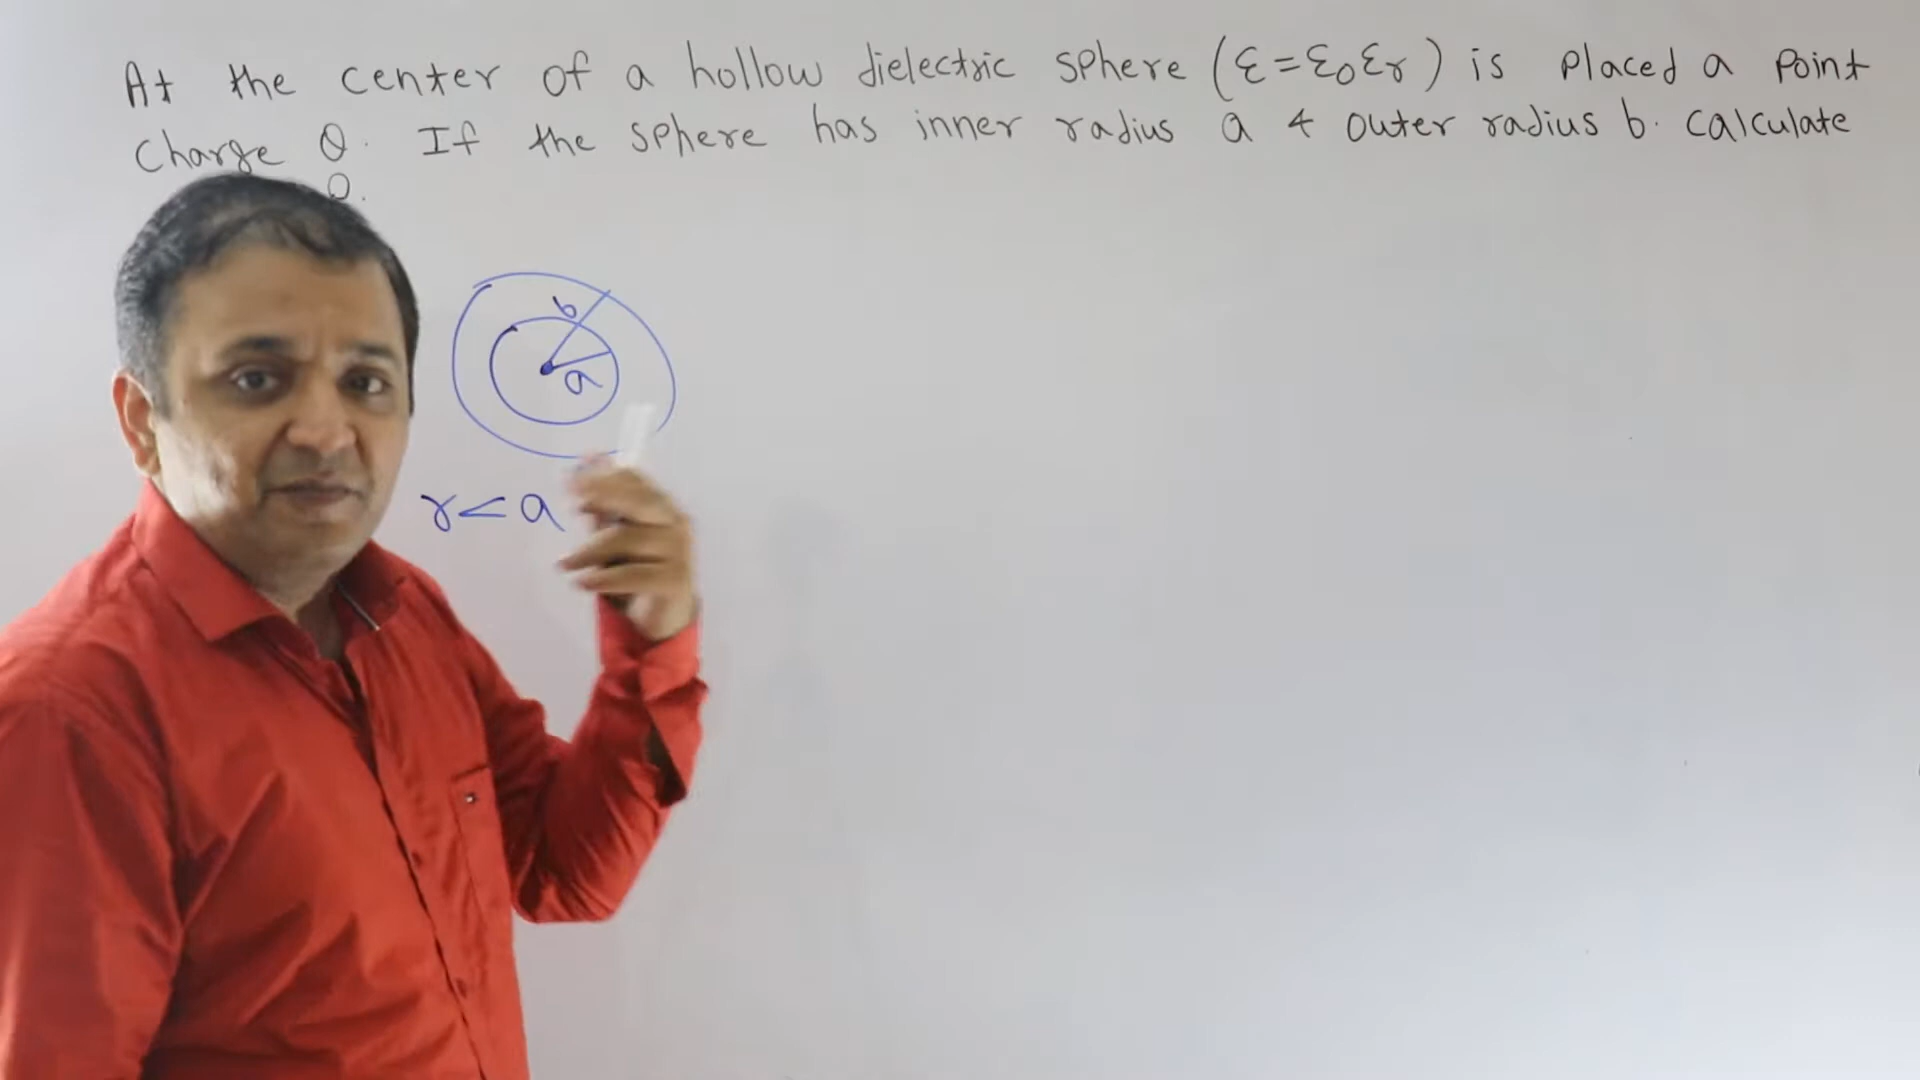 At the center of a hollow dielectric sphere (ε=ε₀εᵣ) is placed a point
charge Q. If the sphere has inner radius a & outer radius b. calculate
b
a
r<a